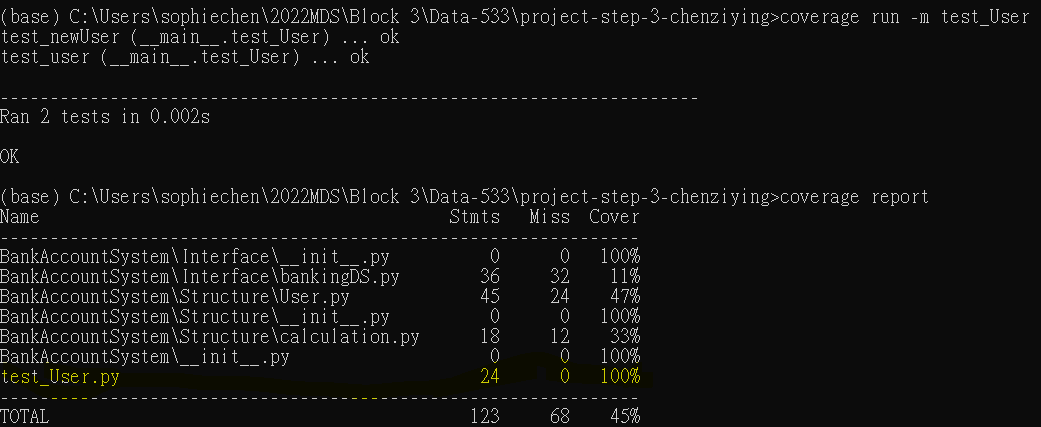 (base) C:\Users\sophiechen\2022MDS\Block 3\Data-533\project-step-3-chenziying>coverage run -m test_User
test_newUser (__main__.test_User) ... ok
test_user (__main__.test_User) ... ok
----------------------------------------------------------------------
Ran 2 tests in 0.002s
OK
(base) C:\Users\sophiechen\2022MDS\Block 3\Data-533\project-step-3-chenziying>coverage report
Name                                         Stmts   Miss  Cover
----------------------------------------------------------------
BankAccountSystem\Interface\__init__.py          0      0   100%
BankAccountSystem\Interface\bankingDS.py        36     32    11%
BankAccountSystem\Structure\User.py             45     24    47%
BankAccountSystem\Structure\__init__.py          0      0   100%
BankAccountSystem\Structure\calculation.py      18     12    33%
BankAccountSystem\__init__.py                    0      0   100%
test_User.py                                    24      0   100%
----------------------------------------------------------------
TOTAL                                          123     68    45%